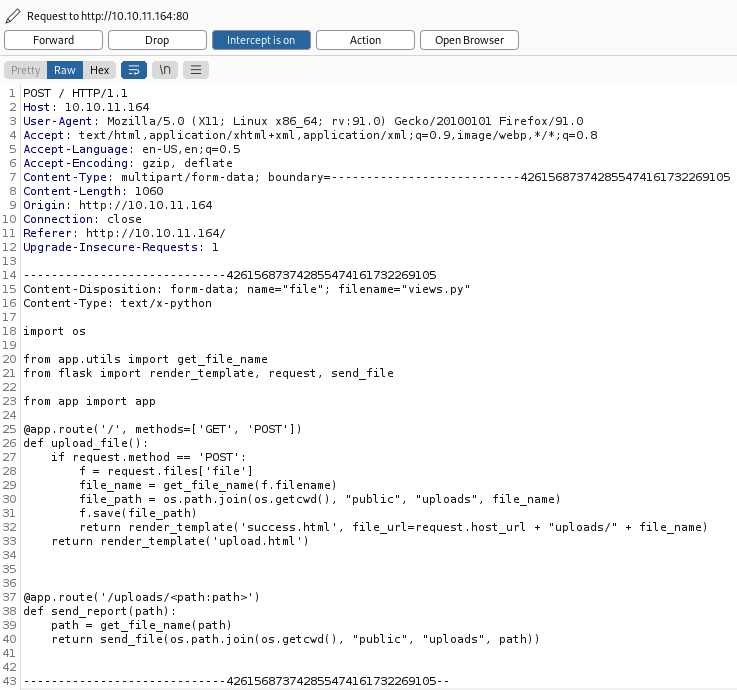 Request to http://10.10.11.164:80
Forward Drop Intercept is on Action Open Browser
Pretty Raw Hex \n
1 POST / HTTP/1.1
2 Host: 10.10.11.164
3 User-Agent: Mozilla/5.0 (X11; Linux x86_64; rv:91.0) Gecko/20100101 Firefox/91.0
4 Accept: text/html,application/xhtml+xml,application/xml;q=0.9,image/webp,*/*;q=0.8
5 Accept-Language: en-US,en;q=0.5
6 Accept-Encoding: gzip, deflate
7 Content-Type: multipart/form-data; boundary=---------------------------426156873742855474161732269105
8 Content-Length: 1060
9 Origin: http://10.10.11.164
10 Connection: close
11 Referer: http://10.10.11.164/
12 Upgrade-Insecure-Requests: 1
13
14 -----------------------------426156873742855474161732269105
15 Content-Disposition: form-data; name="file"; filename="views.py"
16 Content-Type: text/x-python
17
18 import os
19
20 from app.utils import get_file_name
21 from flask import render_template, request, send_file
22
23 from app import app
24
25 @app.route('/', methods=['GET', 'POST'])
26 def upload_file():
27     if request.method == 'POST':
28         f = request.files['file']
29         file_name = get_file_name(f.filename)
30         file_path = os.path.join(os.getcwd(), "public", "uploads", file_name)
31         f.save(file_path)
32         return render_template('success.html', file_url=request.host_url + "uploads/" + file_name)
33     return render_template('upload.html')
34
35
36
37 @app.route('/uploads/<path:path>')
38 def send_report(path):
39     path = get_file_name(path)
40     return send_file(os.path.join(os.getcwd(), "public", "uploads", path))
41
42
43 -----------------------------426156873742855474161732269105--